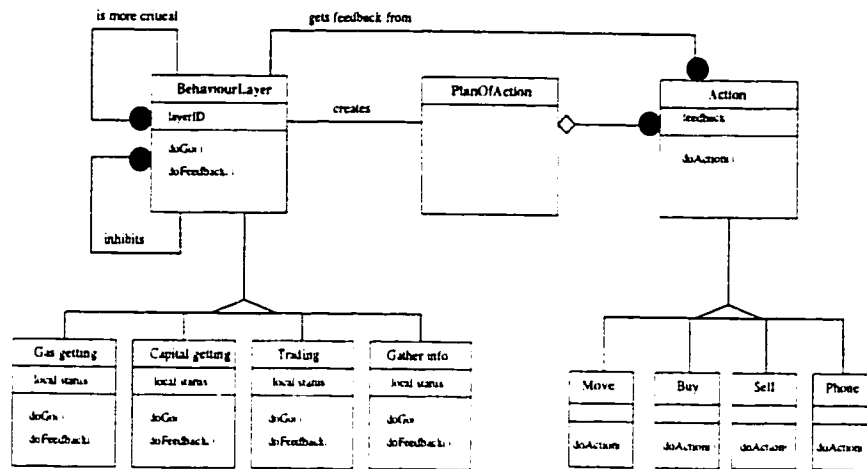 is more critical
gets feedback from
BehaviourLayer
layerID
doGo()
doFeedback()
creates
PlanOfAction
Action
feedback
doAction()
inhibits
Gas getting
local status
doGo()
doFeedback()
Capital getting
local status
doGo
doFeedback()
Trading
local status
doGo()
doFeedback()
Gather info
local status
doGo
doFeedback()
Move
doAction()
Buy
doAction()
Sell
doAction()
Phone
doAction()